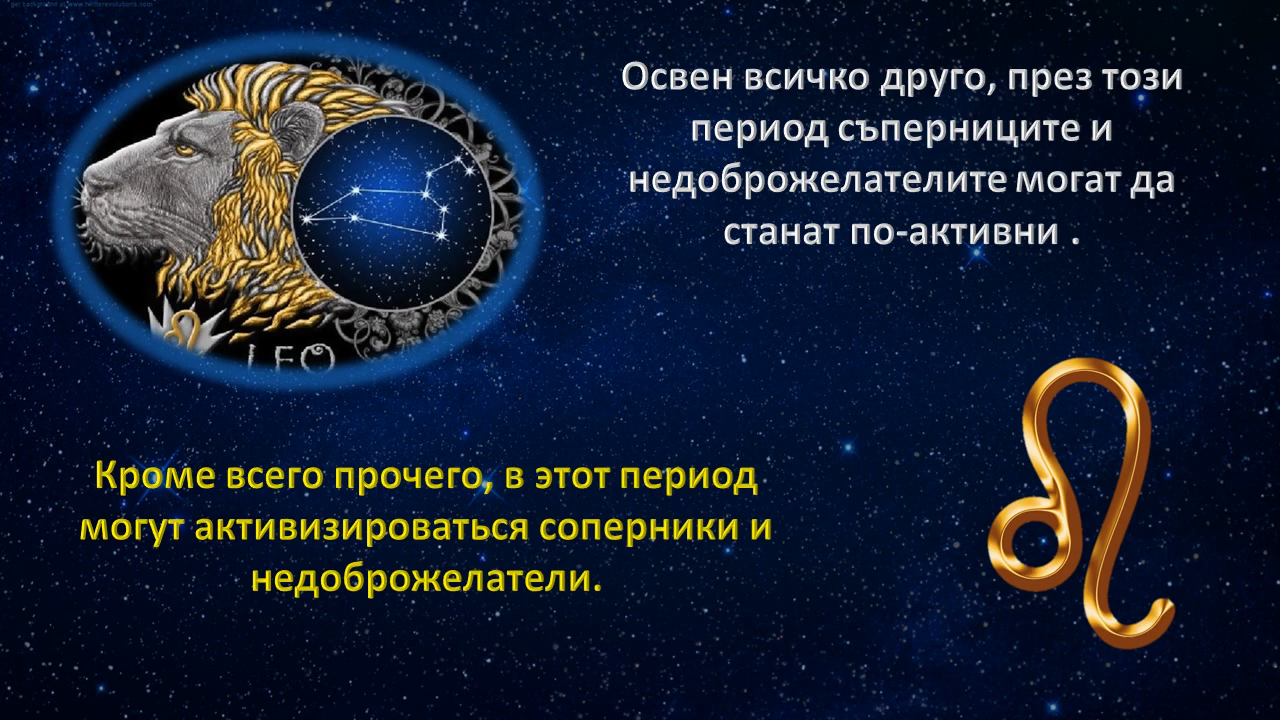 Освен всичко друго, през този
период съперниците и
недоброжелателите могат да
станат по-активни .
LEO
Кроме всего прочего, в этот период
могут активизироваться соперники и
недоброжелатели.